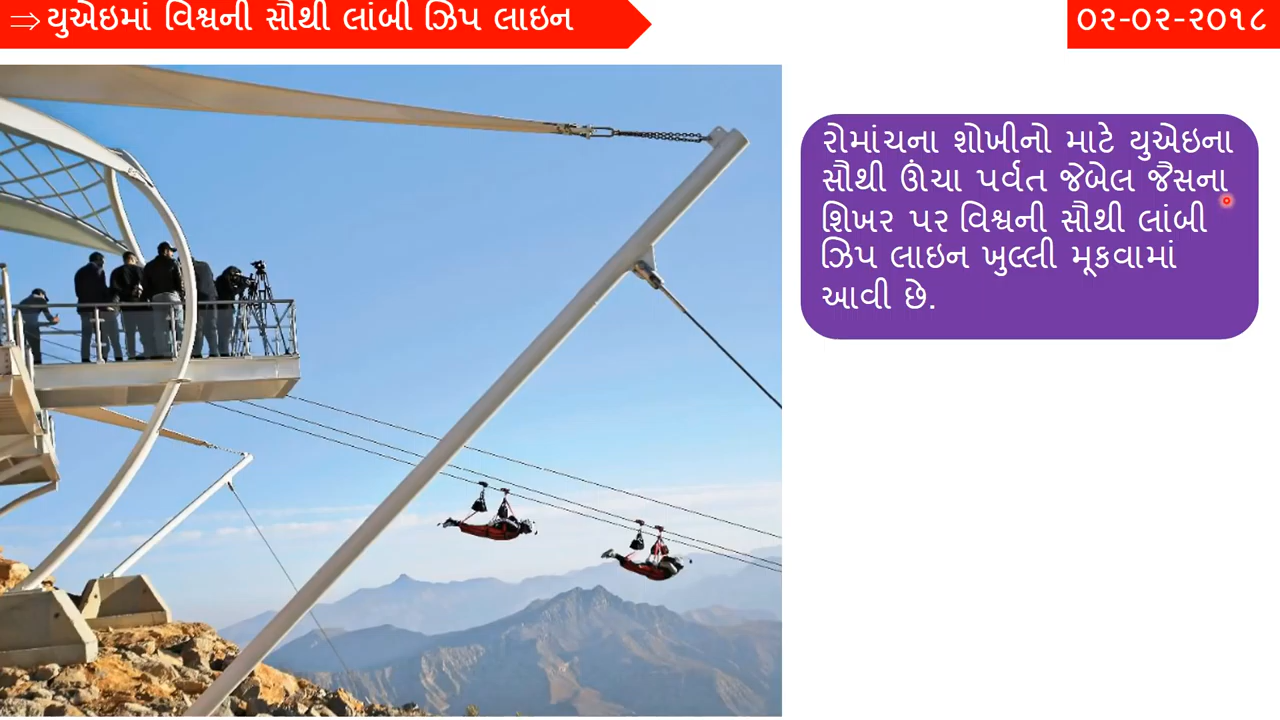 ⇒ યુએઇમાં વિશ્વની સૌથી લાંબી ઝિપ લાઇન
૦૨-૦૨-૨૦૧૮
રોમાંચના શોખીનો માટે યુએઇના
સૌથી ઊંચા પર્વત જેબેલ જૈસના
શિખર પર વિશ્વની સૌથી લાંબી
ઝિપ લાઇન ખુલ્લી મૂકવામાં
આવી છે.